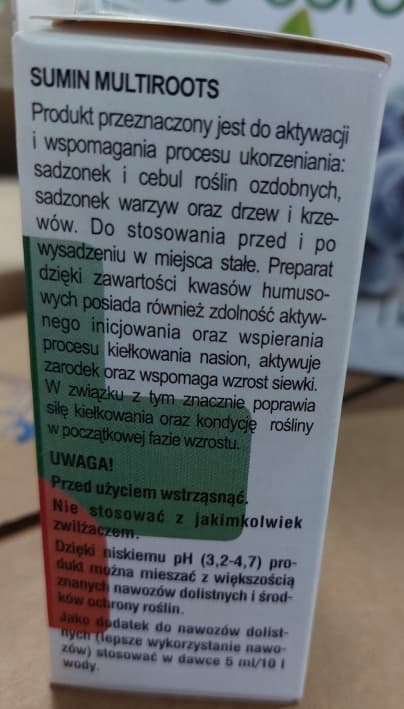 SUMIN MULTIROOTS
Produkt przeznaczony jest do aktywacji
i wspomagania procesu ukorzeniania:
sadzonek i cebul roślin ozdobnych,
sadzonek warzyw oraz drzew i krze-
wów. Do stosowania przed i po
wysadzeniu w miejsca stałe. Preparat
dzięki zawartości kwasów humuso-
wych posiada również zdolność aktyw-
nego inicjowania oraz wspierania
procesu kiełkowania nasion, aktywuje
zarodek oraz wspomaga wzrost siewki.
W związku z tym znacznie poprawia
siłę kiełkowania oraz kondycję rośliny
w początkowej fazie wzrostu.
UWAGA!
Przed użyciem wstrząsnąć.
Nie stosować z jakimkolwiek
zwilżaczem.
Dzięki niskiemu pH (3,2-4,7) pro-
dukt można mieszać z większością
znanych nawozów dolistnych i środ-
ków ochrony roślin.
Jako dodatek do nawozów dolist-
nych (lepsze wykorzystanie nawo-
zów) stosować w dawce 5 ml/10 l
wody.